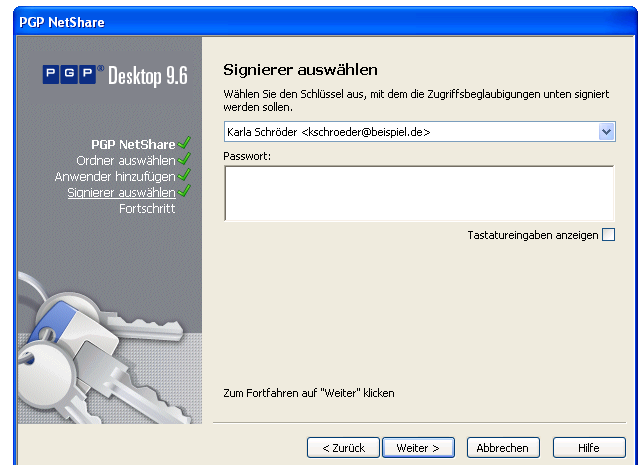 PGP NetShare
PGP® Desktop 9.6
PGP NetShare
Ordner auswählen
Anwender hinzufügen
Signierer auswählen
Fortschritt
Signierer auswählen
Wählen Sie den Schlüssel aus, mit dem die Zugriffsbeglaubigungen unten signiert
werden sollen.
Karla Schröder <kschroeder@beispiel.de>
Passwort:
Tastatureingaben anzeigen
Zum Fortfahren auf "Weiter" klicken
< Zurück
Weiter >
Abbrechen
Hilfe